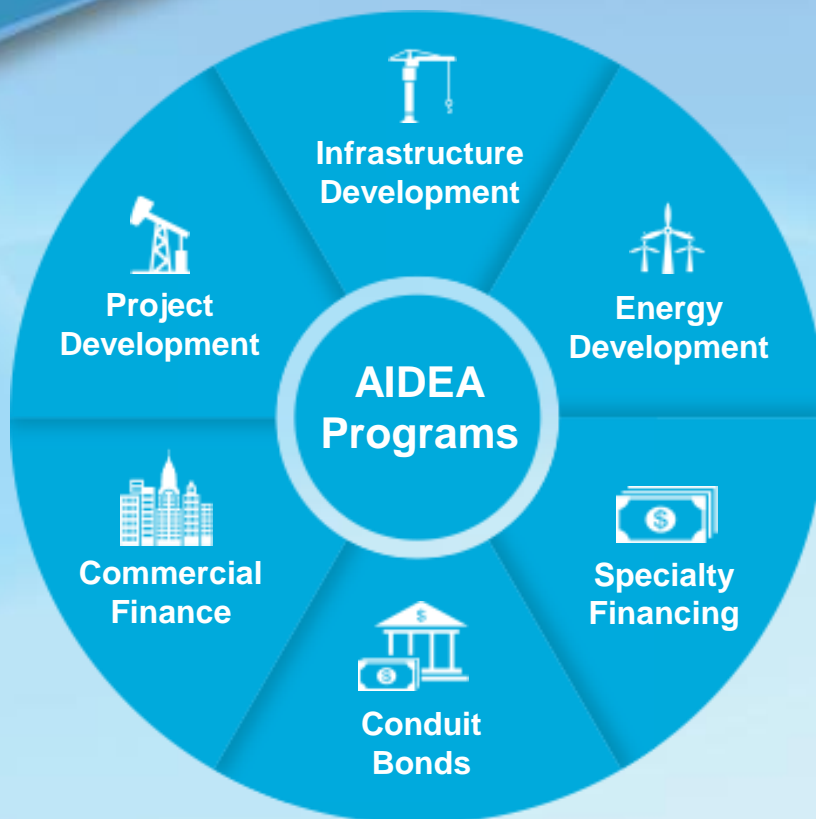 Infrastructure
Development
Project
Development
Energy
Development
AIDEA
Programs
Commercial
Finance
$
Specialty
Financing
$
$
Conduit
Bonds